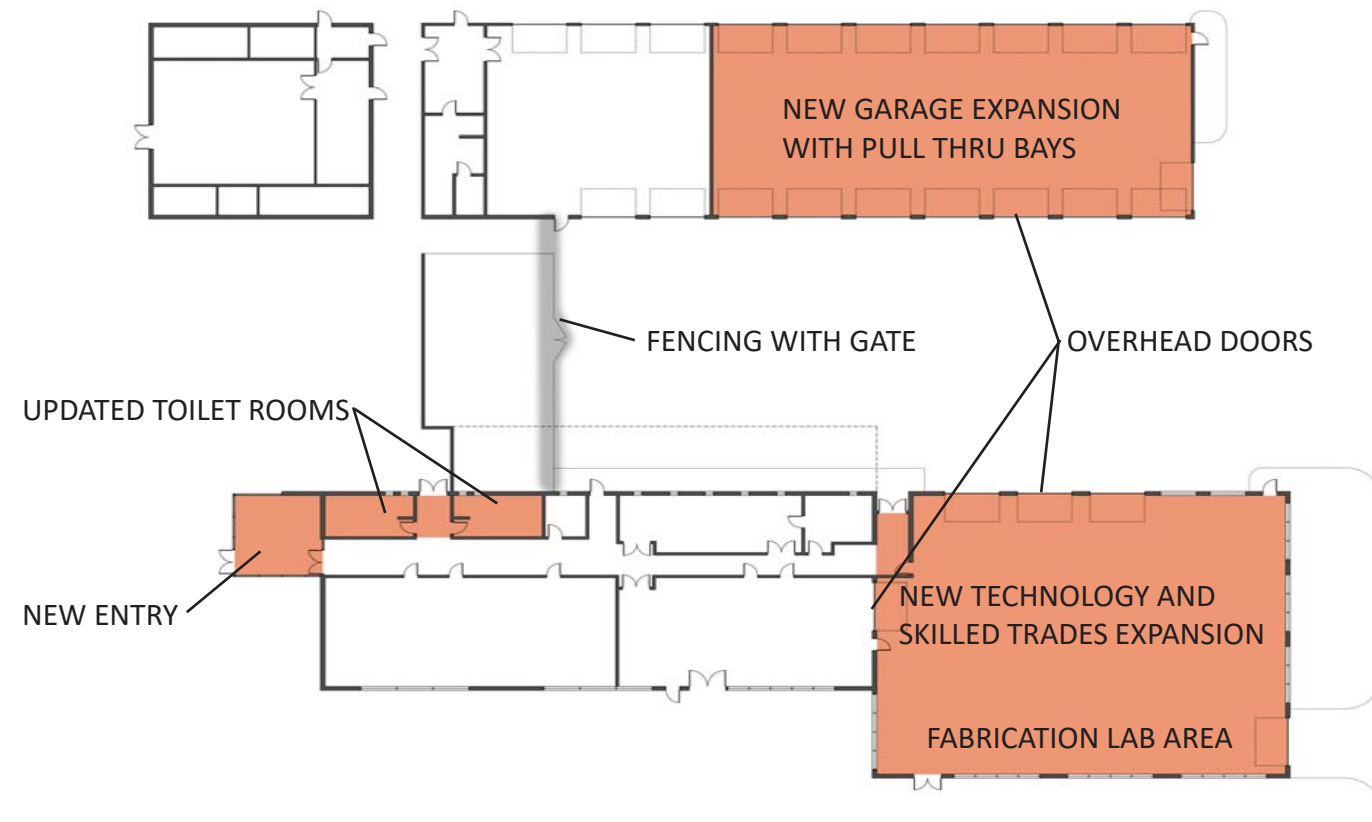 NEW GARAGE EXPANSION
WITH PULL THRU BAYS
FENCING WITH GATE
OVERHEAD DOORS
UPDATED TOILET ROOMS
NEW ENTRY
NEW TECHNOLOGY AND
SKILLED TRADES EXPANSION
FABRICATION LAB AREA